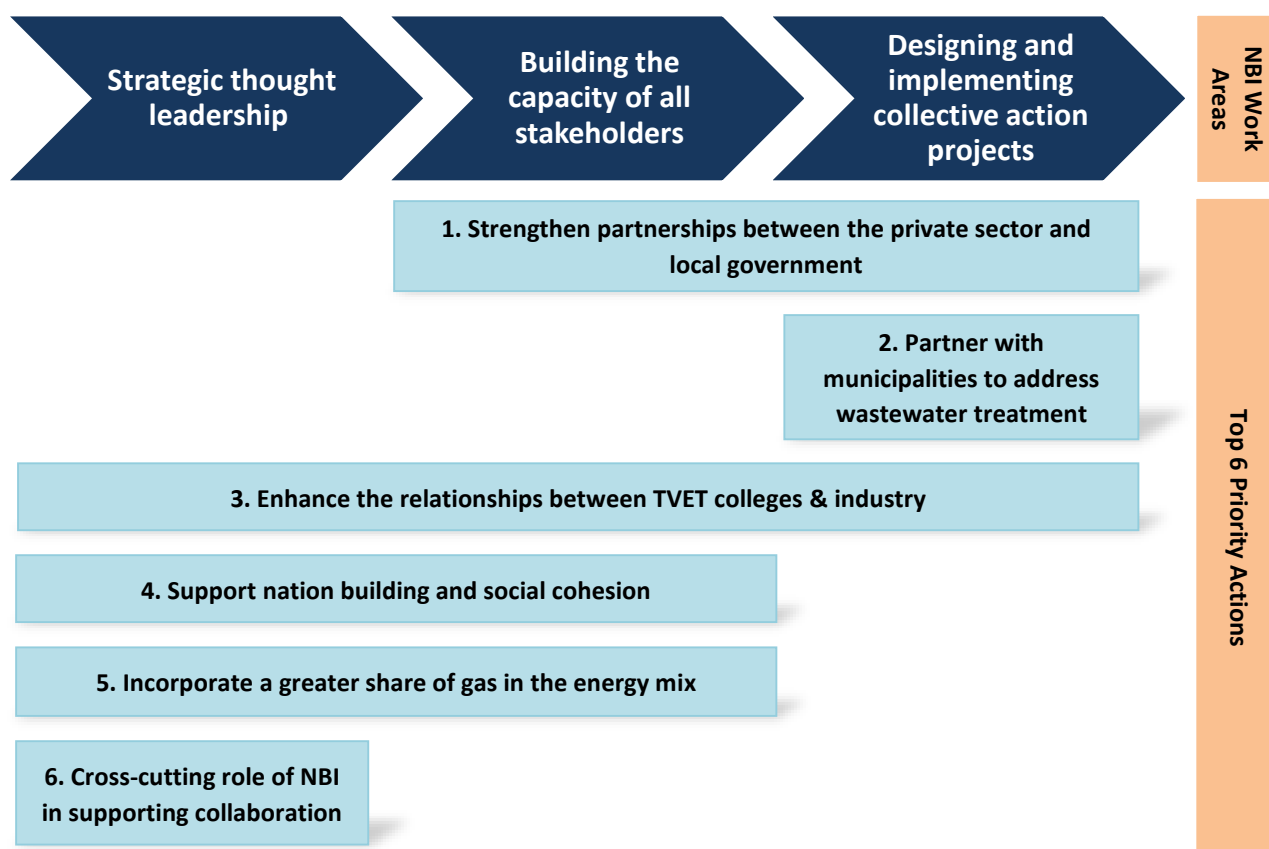 Strategic thought
leadership
Building the
capacity of all
stakeholders
Designing and
implementing
collective action
projects
NBI Work
Areas
1. Strengthen partnerships between the private sector and
local government
2. Partner with
municipalities to address
wastewater treatment
3. Enhance the relationships between TVET colleges & industry
4. Support nation building and social cohesion
5. Incorporate a greater share of gas in the energy mix
6. Cross-cutting role of NBI
in supporting collaboration
Top 6 Priority Actions